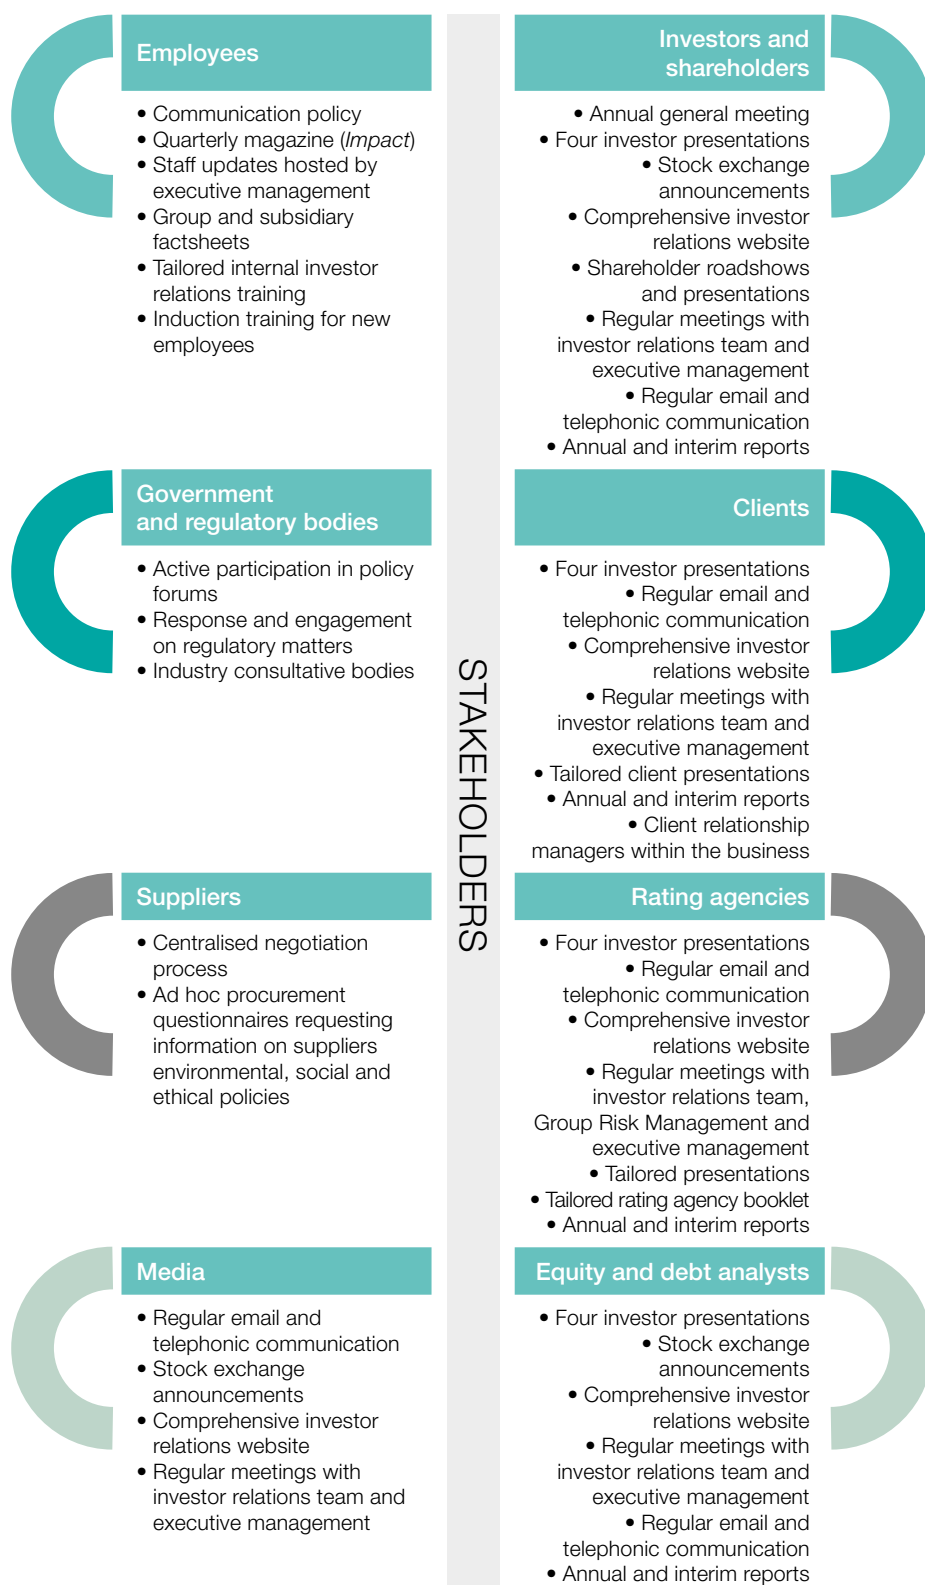 Employees
• Communication policy
• Quarterly magazine (Impact)
• Staff updates hosted by
executive management
• Group and subsidiary
factsheets
• Tailored internal investor
relations training
• Induction training for new
employees
Investors and
shareholders
• Annual general meeting
• Four investor presentations
• Stock exchange
announcements
• Comprehensive investor
relations website
• Shareholder roadshows
and presentations
• Regular meetings with
investor relations team and
executive management
• Regular email and
telephonic communication
• Annual and interim reports
Government
and regulatory bodies
• Active participation in policy
forums
• Response and engagement
on regulatory matters
• Industry consultative bodies
Clients
• Four investor presentations
• Regular email and
telephonic communication
• Comprehensive investor
relations website
• Regular meetings with
investor relations team and
executive management
• Tailored client presentations
• Annual and interim reports
• Client relationship
managers within the business
STAKEHOLDERS
Suppliers
• Centralised negotiation
process
• Ad hoc procurement
questionnaires requesting
information on suppliers
environmental, social and
ethical policies
Rating agencies
• Four investor presentations
• Regular email and
telephonic communication
• Comprehensive investor
relations website
• Regular meetings with
investor relations team,
Group Risk Management and
executive management
• Tailored presentations
• Tailored rating agency booklet
• Annual and interim reports
Media
• Regular email and
telephonic communication
• Stock exchange
announcements
• Comprehensive investor
relations website
• Regular meetings with
investor relations team and
executive management
Equity and debt analysts
• Four investor presentations
• Stock exchange
announcements
• Comprehensive investor
relations website
• Regular meetings with
investor relations team and
executive management
• Regular email and
telephonic communication
• Annual and interim reports